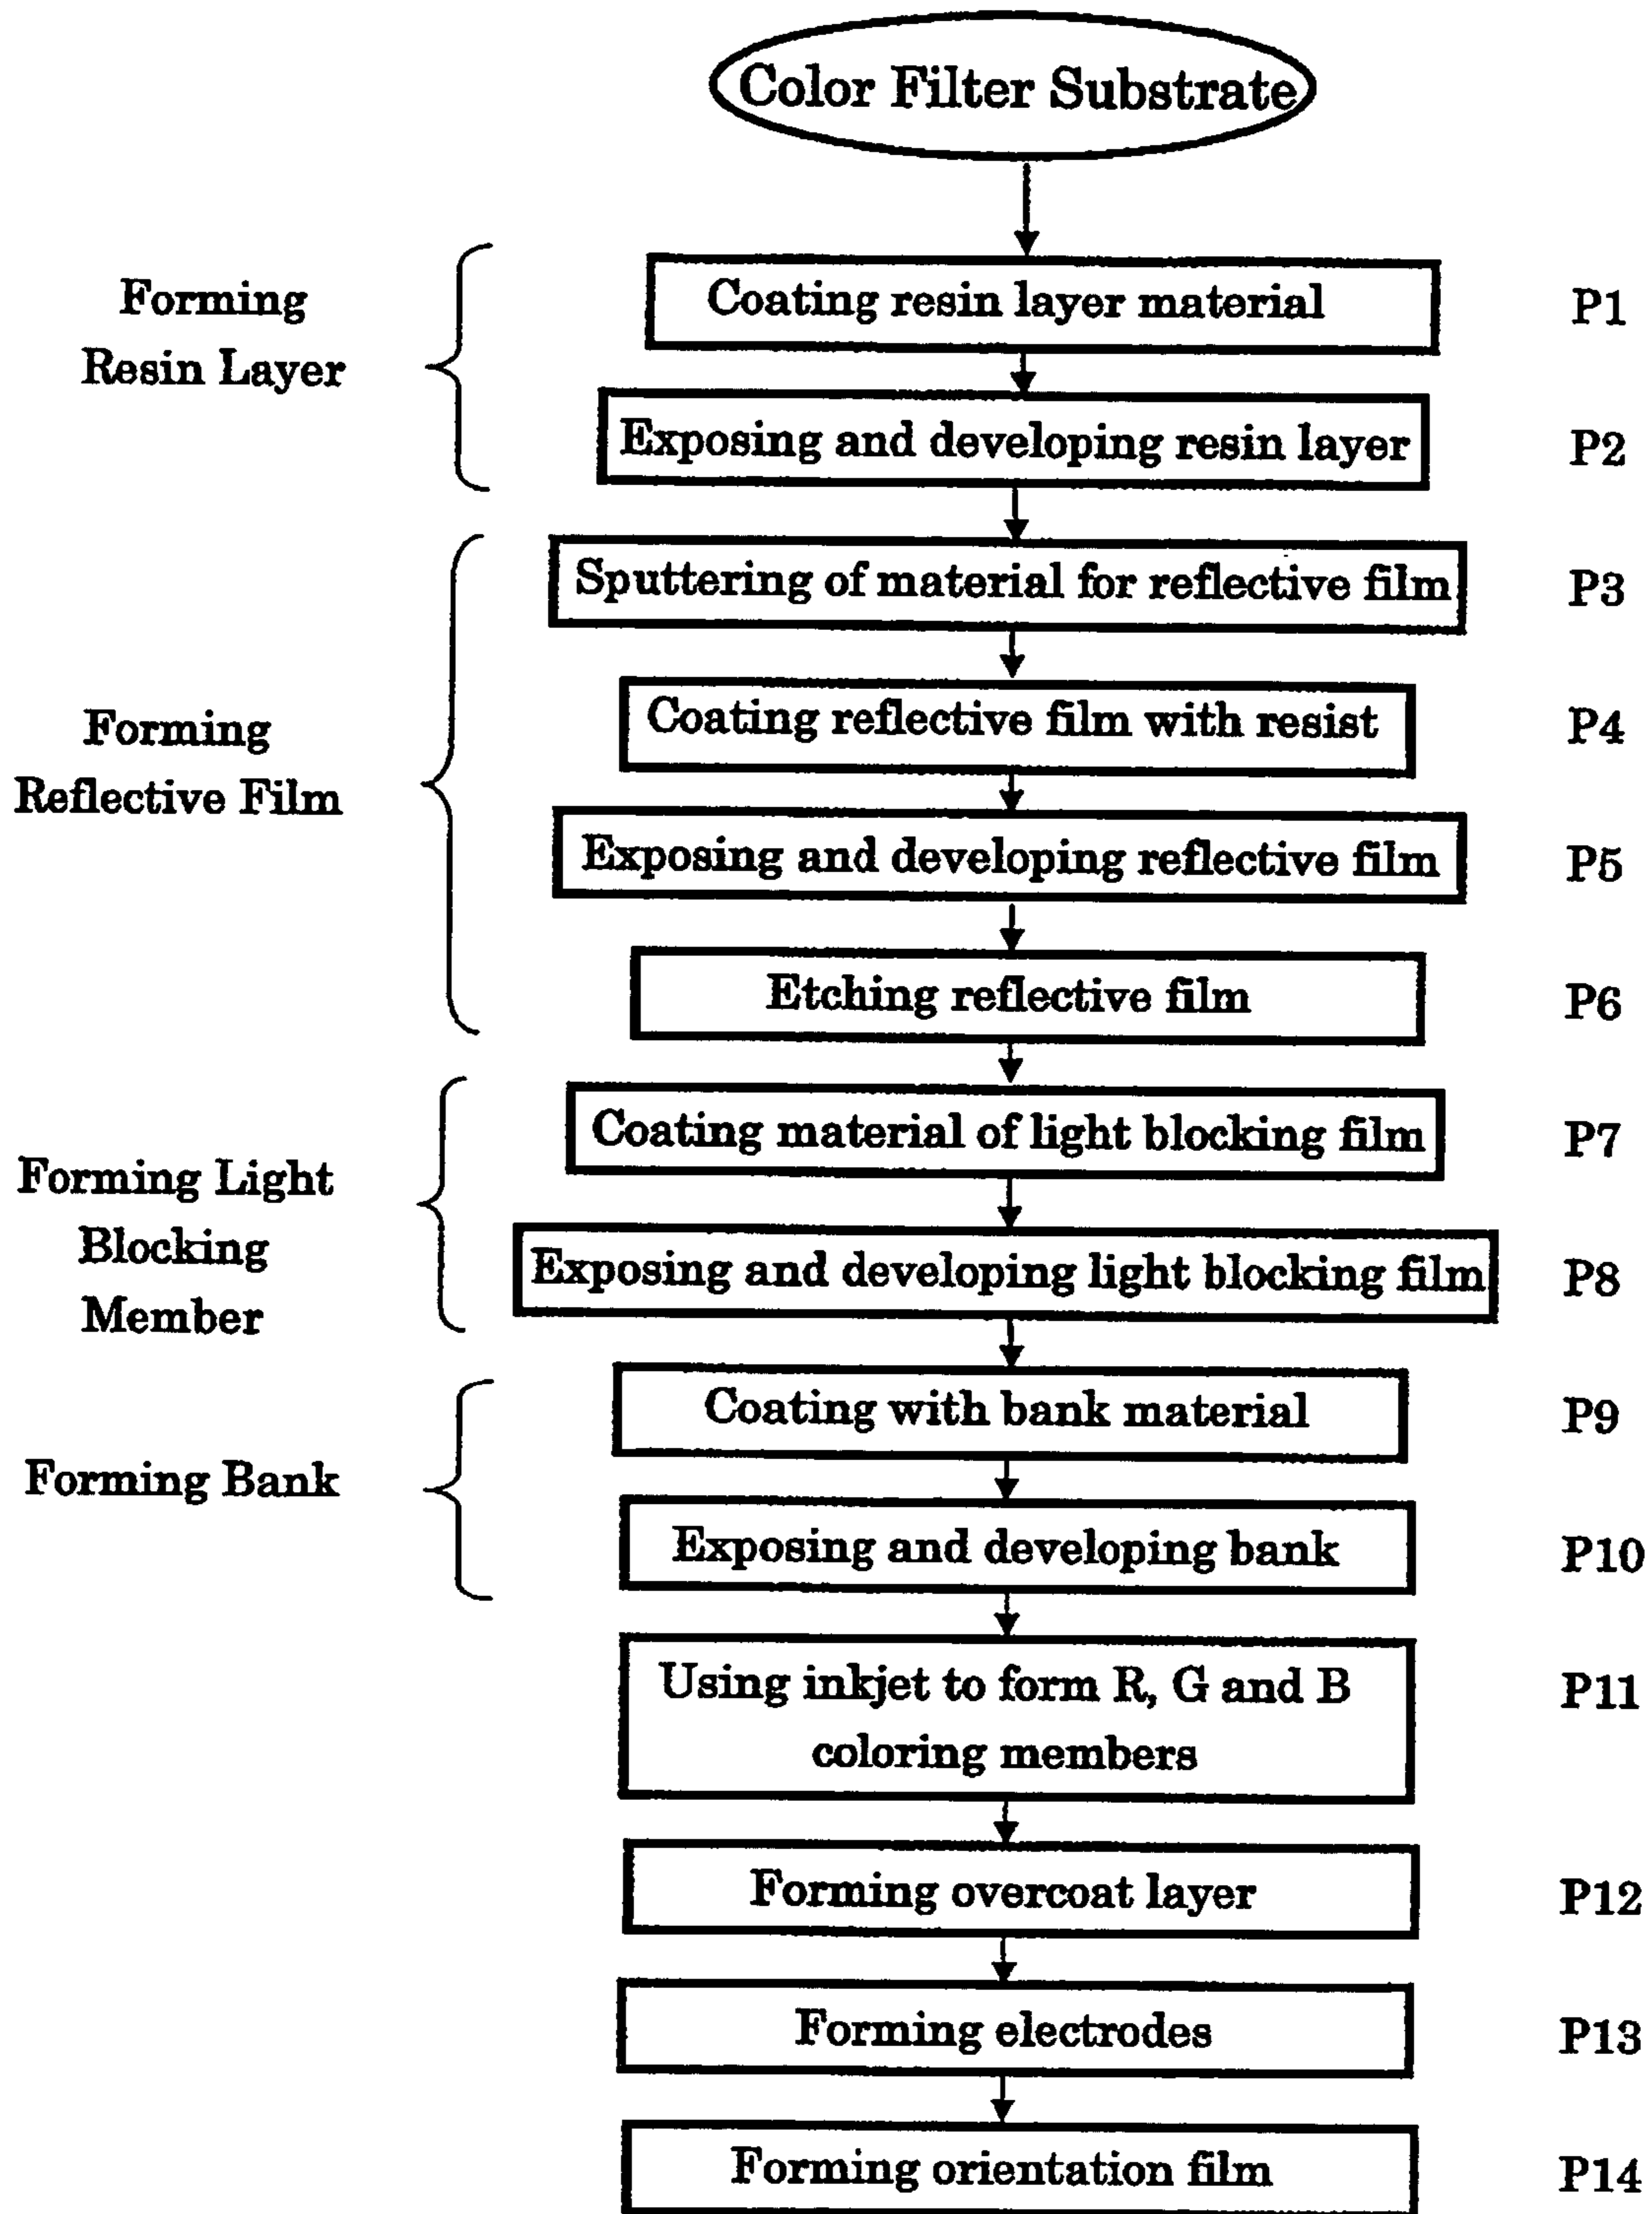 Color Filter Substrate
Forming
Resin Layer
Coating resin layer material
P1
Exposing and developing resin layer
P2
Forming
Reflective Film
Sputtering of material for reflective film
P3
Coating reflective film with resist
P4
Exposing and developing reflective film
P5
Etching reflective film
P6
Forming Light
Blocking
Member
Coating material of light blocking film
P7
Exposing and developing light blocking film
P8
Forming Bank
Coating with bank material
P9
Exposing and developing bank
P10
Using inkjet to form R, G and B
coloring members
P11
Forming overcoat layer
P12
Forming electrodes
P13
Forming orientation film
P14